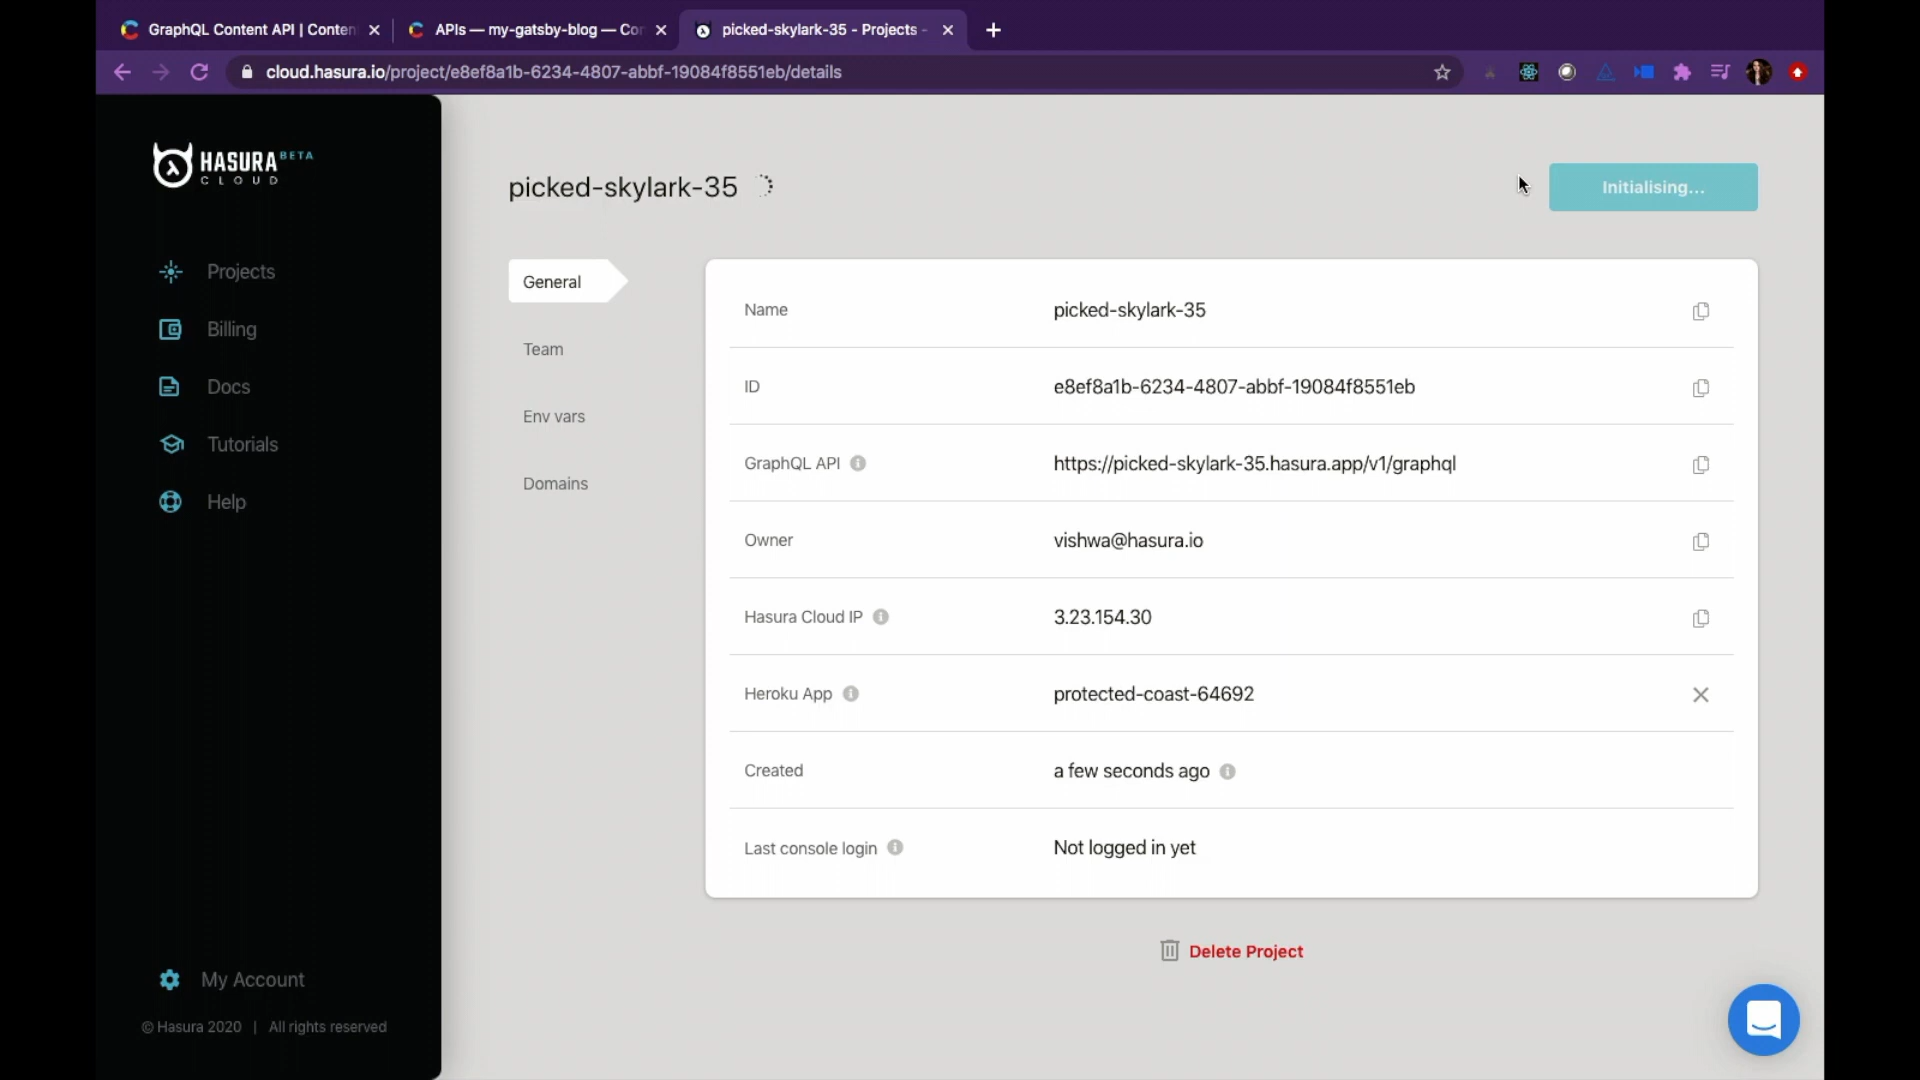 GraphQL Content API | Conten
APIs — my-gatsby-blog — Co
picked-skylark-35 - Projects -
cloud.hasura.io/project/e8ef8a1b-6234-4807-abbf-19084f8551eb/details
HASURA BETA
CLOUD
Projects
Billing
Docs
Tutorials
Help
My Account
© Hasura 2020 | All rights reserved
picked-skylark-35
Initialising...
General
Team
Env vars
Domains
Name picked-skylark-35
ID e8ef8a1b-6234-4807-abbf-19084f8551eb
GraphQL API https://picked-skylark-35.hasura.app/v1/graphql
Owner vishwa@hasura.io
Hasura Cloud IP 3.23.154.30
Heroku App protected-coast-64692
Created a few seconds ago
Last console login Not logged in yet
Delete Project